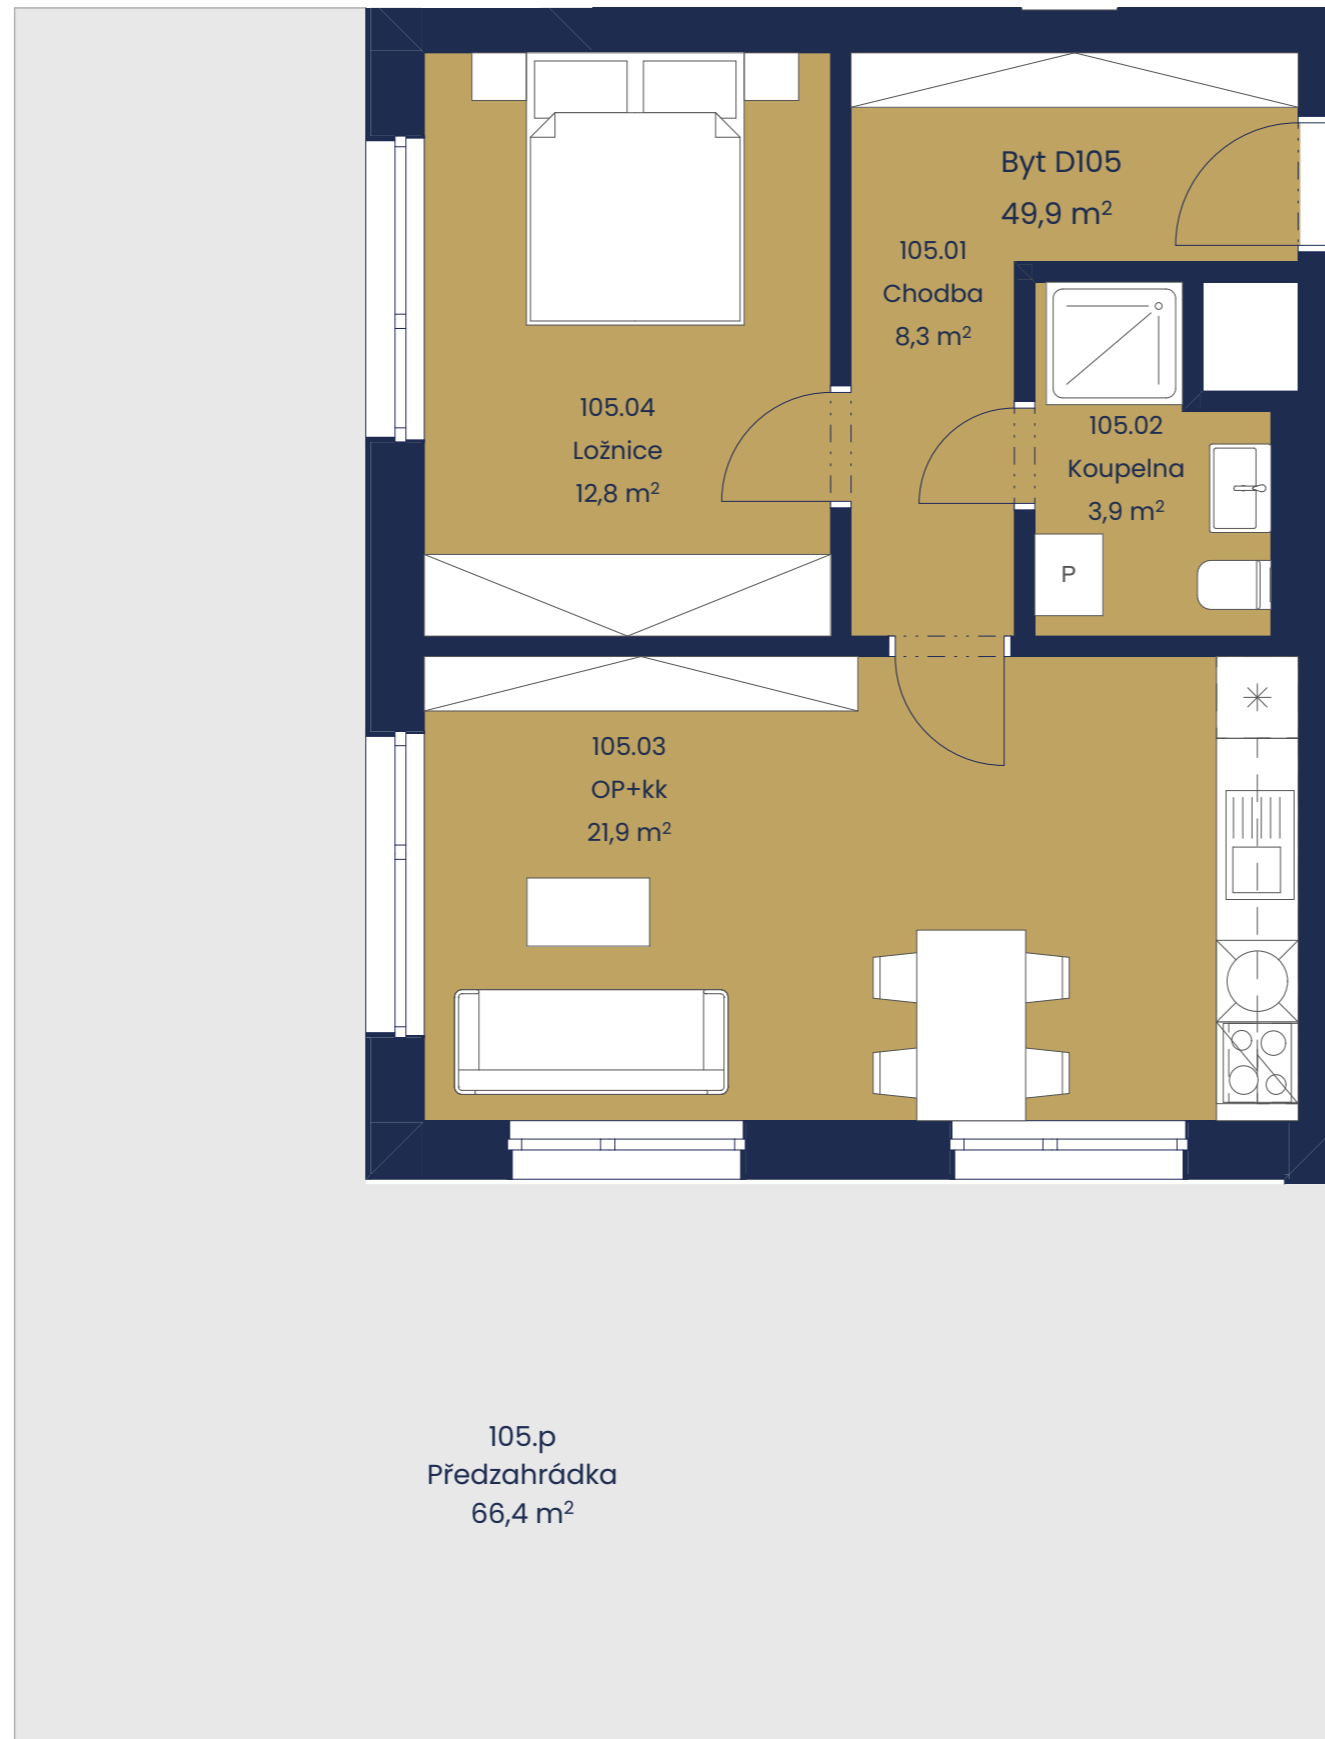 Byt D105
49,9 m²
105.01
Chodba
8,3 m²
105.04
Ložnice
12,8 m²
105.02
Koupelna
3,9 m²
P
105.03
OP+kk
21,9 m²
105.p
Předzahrádka
66,4 m²